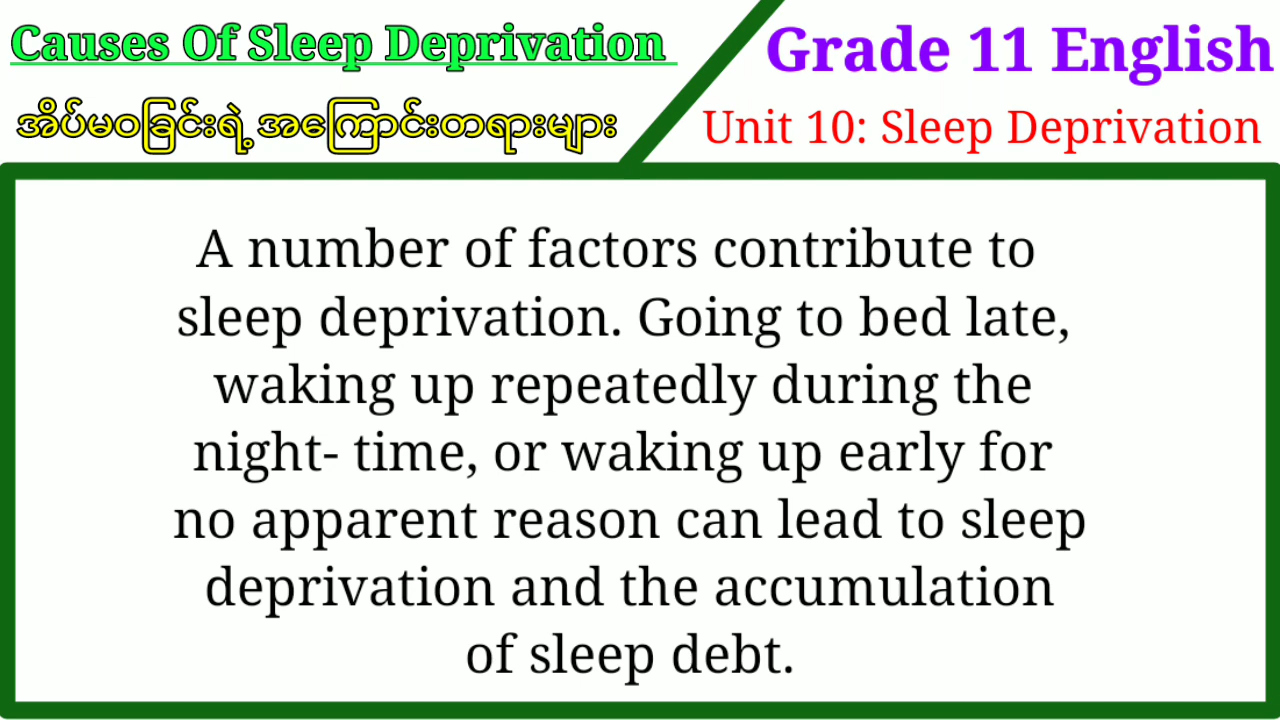 Causes Of Sleep Deprivation
အိပ်မဝခြင်းရဲ့ အကြောင်းတရားများ
Grade 11 English
Unit 10: Sleep Deprivation
A number of factors contribute to
sleep deprivation. Going to bed late,
waking up repeatedly during the
night- time, or waking up early for
no apparent reason can lead to sleep
deprivation and the accumulation
of sleep debt.